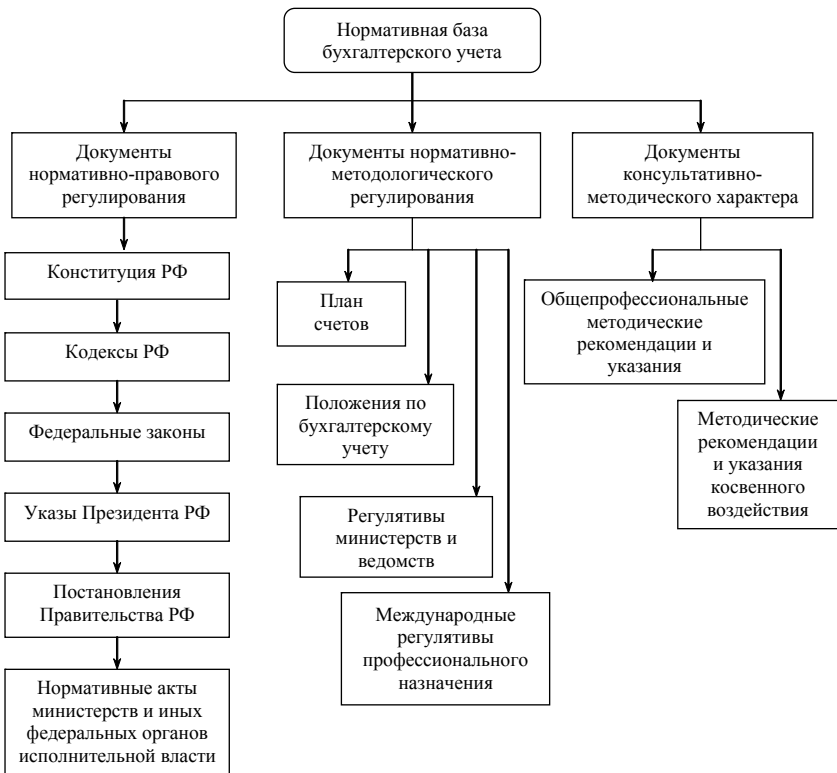 Нормативная база
бухгалтерского учета
Документы
нормативно-правового
регулирования
Конституция РФ
Кодексы РФ
Федеральные законы
Указы Президента РФ
Постановления
Правительства РФ
Нормативные акты
министерств и иных
федеральных органов
исполнительной власти
Документы нормативно-
методологического
регулирования
План
счетов
Положения по
бухгалтерскому
учету
Регулятивы
министерств и
ведомств
Международные
регулятивы
профессионального
назначения
Документы
консультативно-
методического характера
Общепрофессиональные
методические
рекомендации и
указания
Методические
рекомендации
и указания
косвенного
воздействия